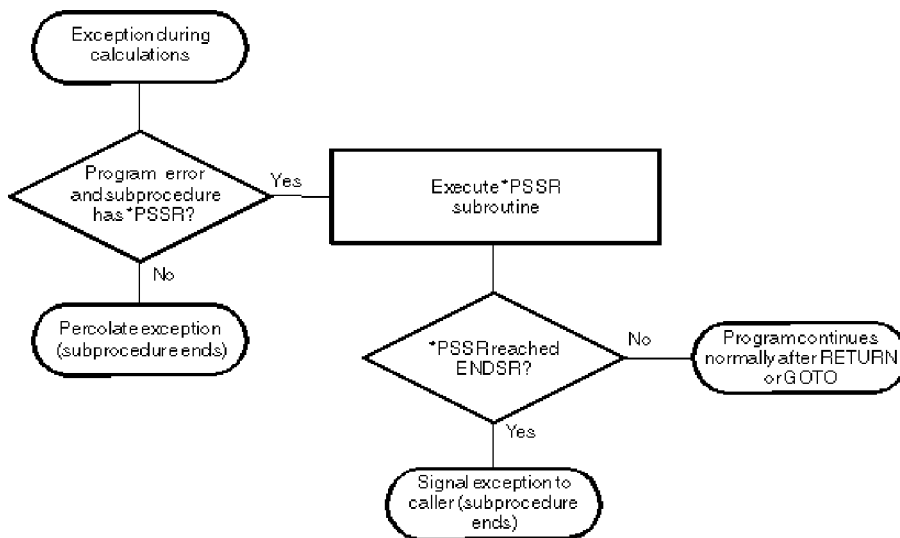 Exception during
calculations
Program error
and subprocedure
has *PSSR?
Yes
Execute *PSSR
subroutine
No
Percolate exception
(subprocedure ends)
*PSSR reached
ENDSR?
No
Program continues
normally after RETURN
or GOTO
Yes
Signal exception to
caller (subprocedure
ends)